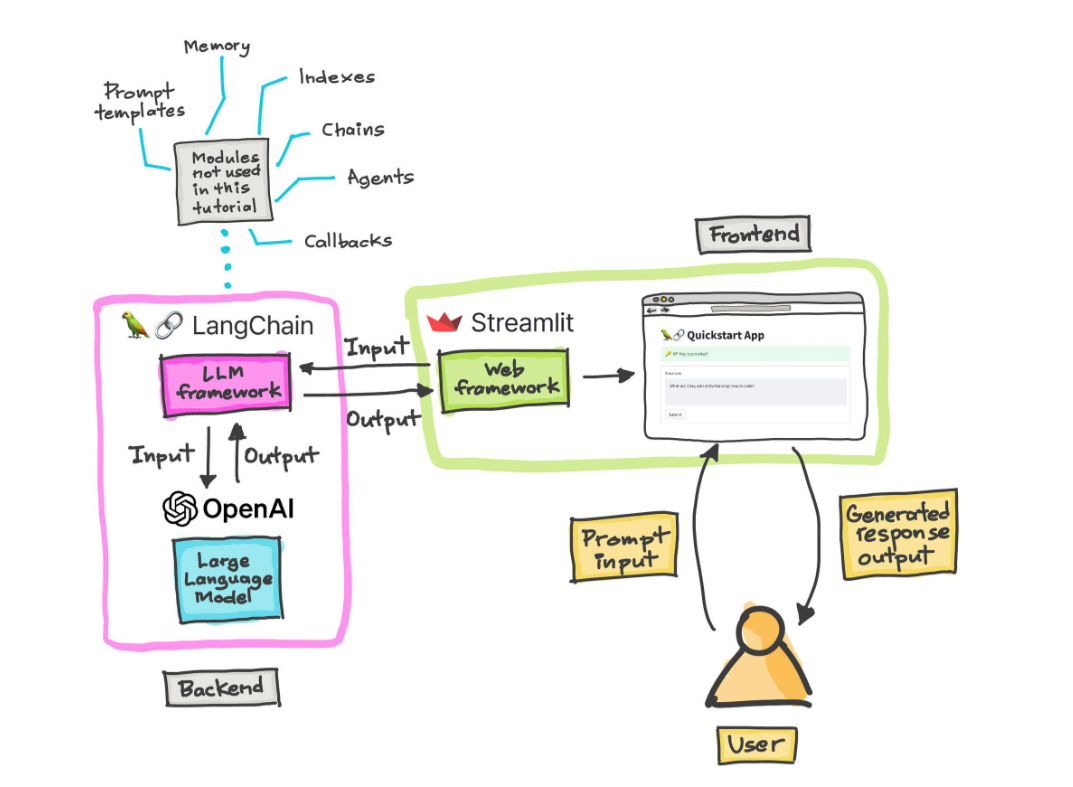 Memory
Indexes
Prompt
templates
Chains
Modules
not used
in this
tutorial
Agents
Callbacks
Frontend
LangChain
Streamlit
Quickstart App
Input
LLM
framework
Web
framework
Output
Submit
Input
Output
OpenAI
Large
Language
Model
Prompt
input
Generated
response
output
Backend
User